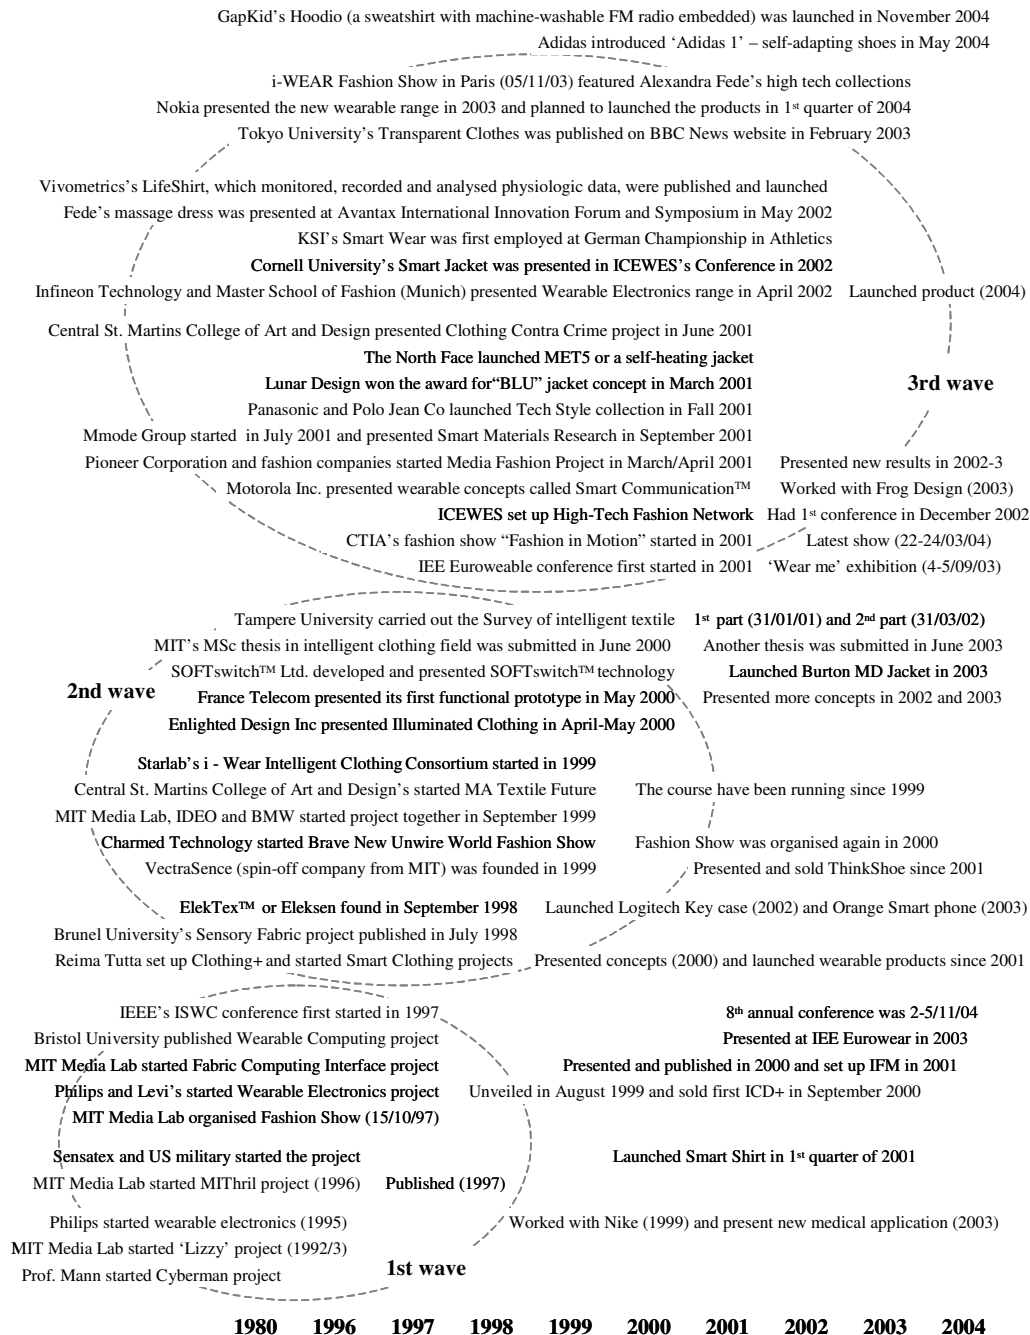 GapKid's Hoodio (a sweatshirt with machine-washable FM radio embedded) was launched in November 2004
Adidas introduced 'Adidas 1' – self-adapting shoes in May 2004
i-WEAR Fashion Show in Paris (05/11/03) featured Alexandra Fede's high tech collections
Nokia presented the new wearable range in 2003 and planned to launched the products in 1st quarter of 2004
Tokyo University's Transparent Clothes was published on BBC News website in February 2003
Vivometrics's LifeShirt, which monitored, recorded and analysed physiologic data, were published and launched
Fede's massage dress was presented at Avantax International Innovation Forum and Symposium in May 2002
KSI's Smart Wear was first employed at German Championship in Athletics
Cornell University's Smart Jacket was presented in ICEWES's Conference in 2002
Infineon Technology and Master School of Fashion (Munich) presented Wearable Electronics range in April 2002 Launched product (2004)
Central St. Martins College of Art and Design presented Clothing Contra Crime project in June 2001
The North Face launched MET5 or a self-heating jacket
Lunar Design won the award for"BLU" jacket concept in March 2001
3rd wave
Panasonic and Polo Jean Co launched Tech Style collection in Fall 2001
Mmode Group started in July 2001 and presented Smart Materials Research in September 2001
Pioneer Corporation and fashion companies started Media Fashion Project in March/April 2001 Presented new results in 2002-3
Motorola Inc. presented wearable concepts called Smart Communication™ Worked with Frog Design (2003)
ICEWES set up High-Tech Fashion Network Had 1st conference in December 2002
CTIA's fashion show "Fashion in Motion" started in 2001 Latest show (22-24/03/04)
IEE Euroweable conference first started in 2001 'Wear me' exhibition (4-5/09/03)
Tampere University carried out the Survey of intelligent textile 1st part (31/01/01) and 2nd part (31/03/02)
MIT's MSc thesis in intelligent clothing field was submitted in June 2000 Another thesis was submitted in June 2003
SOFTswitch™ Ltd. developed and presented SOFTswitch™ technology Launched Burton MD Jacket in 2003
2nd wave
France Telecom presented its first functional prototype in May 2000 Presented more concepts in 2002 and 2003
Enlighted Design Inc presented Illuminated Clothing in April-May 2000
Starlab's i - Wear Intelligent Clothing Consortium started in 1999
Central St. Martins College of Art and Design's started MA Textile Future The course have been running since 1999
MIT Media Lab, IDEO and BMW started project together in September 1999
Charmed Technology started Brave New Unwire World Fashion Show Fashion Show was organised again in 2000
VectraSence (spin-off company from MIT) was founded in 1999 Presented and sold ThinkShoe since 2001
ElekTex™ or Eleksen found in September 1998 Launched Logitech Key case (2002) and Orange Smart phone (2003)
Brunel University's Sensory Fabric project published in July 1998
Reima Tutta set up Clothing+ and started Smart Clothing projects Presented concepts (2000) and launched wearable products since 2001
IEEE's ISWC conference first started in 1997 8th annual conference was 2-5/11/04
Bristol University published Wearable Computing project Presented at IEE Eurowear in 2003
MIT Media Lab started Fabric Computing Interface project Presented and published in 2000 and set up IFM in 2001
Philips and Levi's started Wearable Electronics project Unveiled in August 1999 and sold first ICD+ in September 2000
MIT Media Lab organised Fashion Show (15/10/97)
Sensatex and US military started the project Launched Smart Shirt in 1st quarter of 2001
MIT Media Lab started MIThril project (1996) Published (1997)
Philips started wearable electronics (1995) Worked with Nike (1999) and present new medical application (2003)
MIT Media Lab started 'Lizzy' project (1992/3)
1st wave
Prof. Mann started Cyberman project
1980 1996 1997 1998 1999 2000 2001 2002 2003 2004